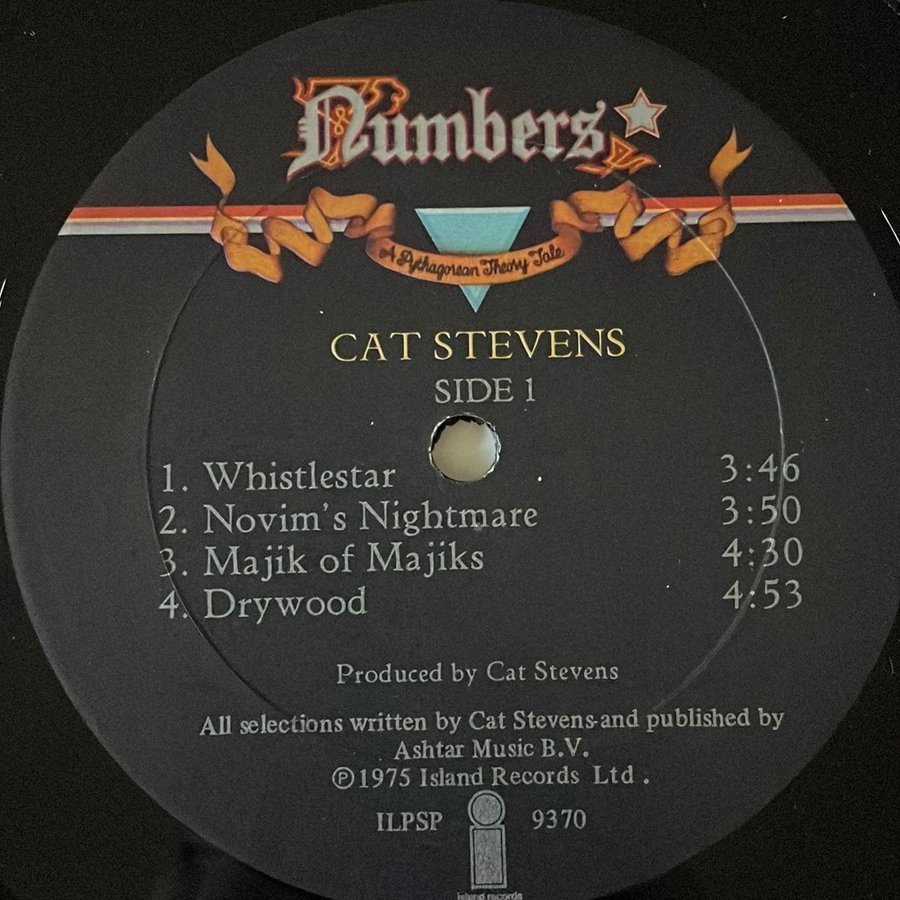 Numbers
A Pythagorean Theory Tale
CAT STEVENS
SIDE 1
1. Whistlestar 3:46
2. Novim's Nightmare 3:50
3. Majik of Majiks 4:30
4. Drywood 4:53
Produced by Cat Stevens
All selections written by Cat Stevens and published by
Ashtar Music B.V.
℗1975 Island Records Ltd.
ILPSP 9370
island records